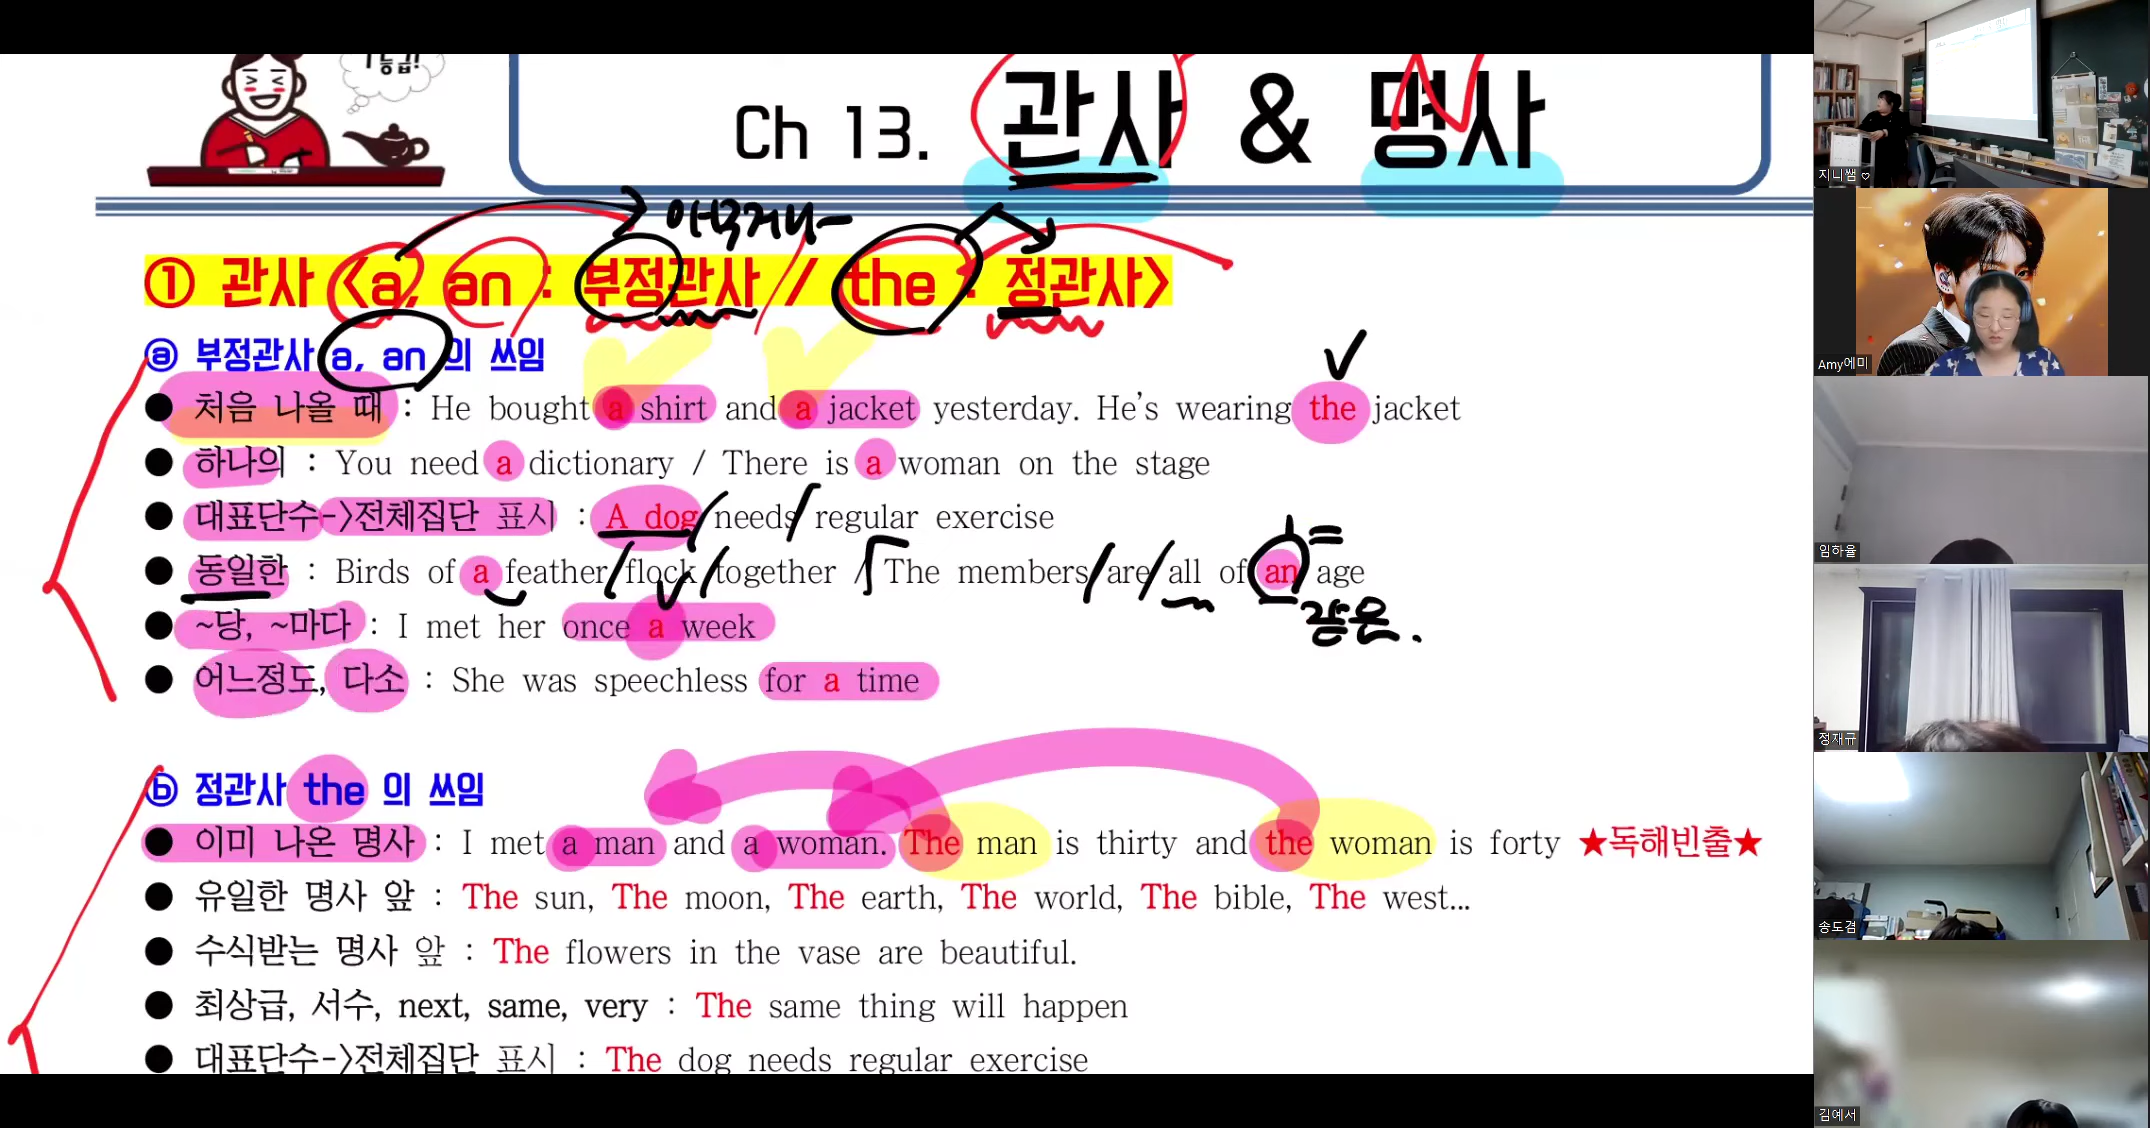 1등급!
Ch 13. 관사 & 명사
N
아무거나
① 관사 <a, an : 부정관사 / the : 정관사>
ⓐ 부정관사 a, an 의 쓰임
● 처음 나올 때 : He bought a shirt and a jacket yesterday. He's wearing the jacket
● 하나의 : You need a dictionary / There is a woman on the stage
● 대표단수->전체집단 표시 : A dog needs regular exercise
● 동일한 : Birds of a feather flock together / The members are all of an age
같은.
● ~당, ~마다 : I met her once a week
● 어느정도, 다소 : She was speechless for a time
ⓑ 정관사 the 의 쓰임
● 이미 나온 명사 : I met a man and a woman. The man is thirty and the woman is forty ★독해빈출★
● 유일한 명사 앞 : The sun, The moon, The earth, The world, The bible, The west...
● 수식받는 명사 앞 : The flowers in the vase are beautiful.
● 최상급, 서수, next, same, very : The same thing will happen
● 대표단수->전체집단 표시 : The dog needs regular exercise
지니쌤♡
Amy에미
임하율
정재규
송도겸
김예서